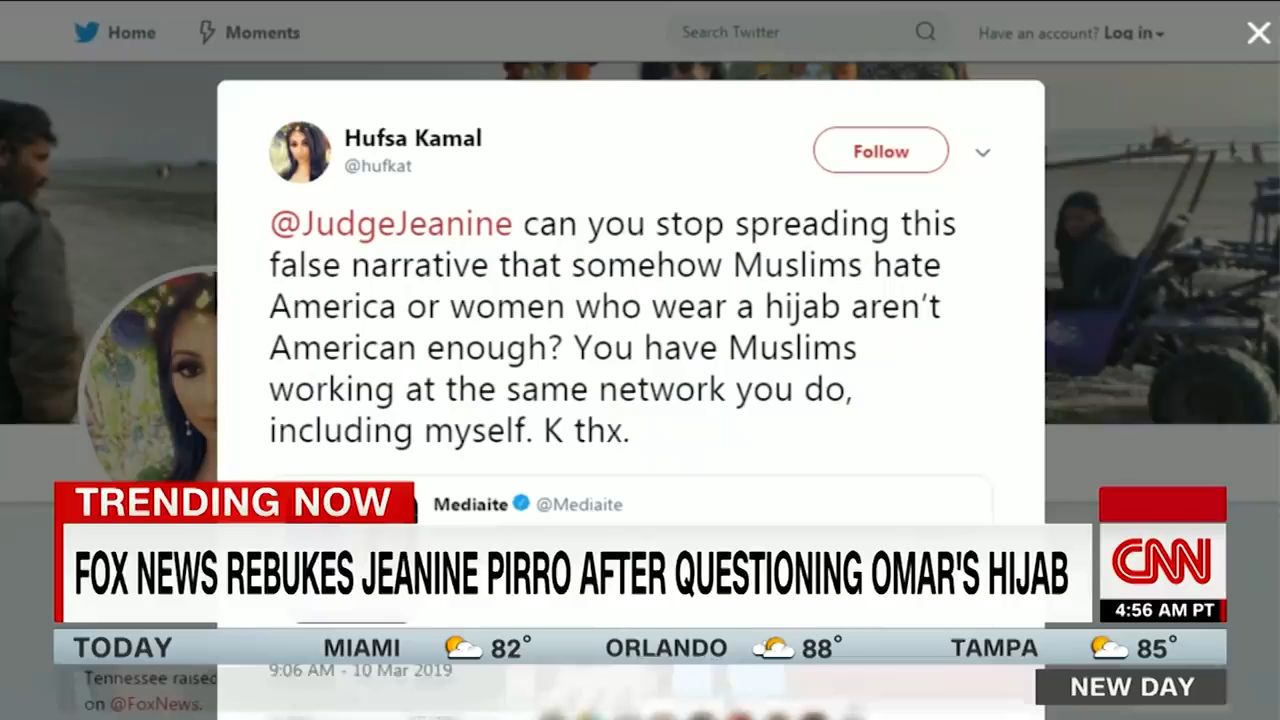 Home
Moments
Search Twitter
Have an account? Log in
Hufsa Kamal
@hufkat
Follow
@JudgeJeanine can you stop spreading this
false narrative that somehow Muslims hate
America or women who wear a hijab aren't
American enough? You have Muslims
working at the same network you do,
including myself. K thx.
Mediaite @Mediaite
TRENDING NOW
FOX NEWS REBUKES JEANINE PIRRO AFTER QUESTIONING OMAR'S HIJAB
CNN
4:56 AM PT
TODAY MIAMI 82° ORLANDO 88° TAMPA 85°
9:06 AM - 10 Mar 2019
Tennessee raised
on @FoxNews.
NEW DAY